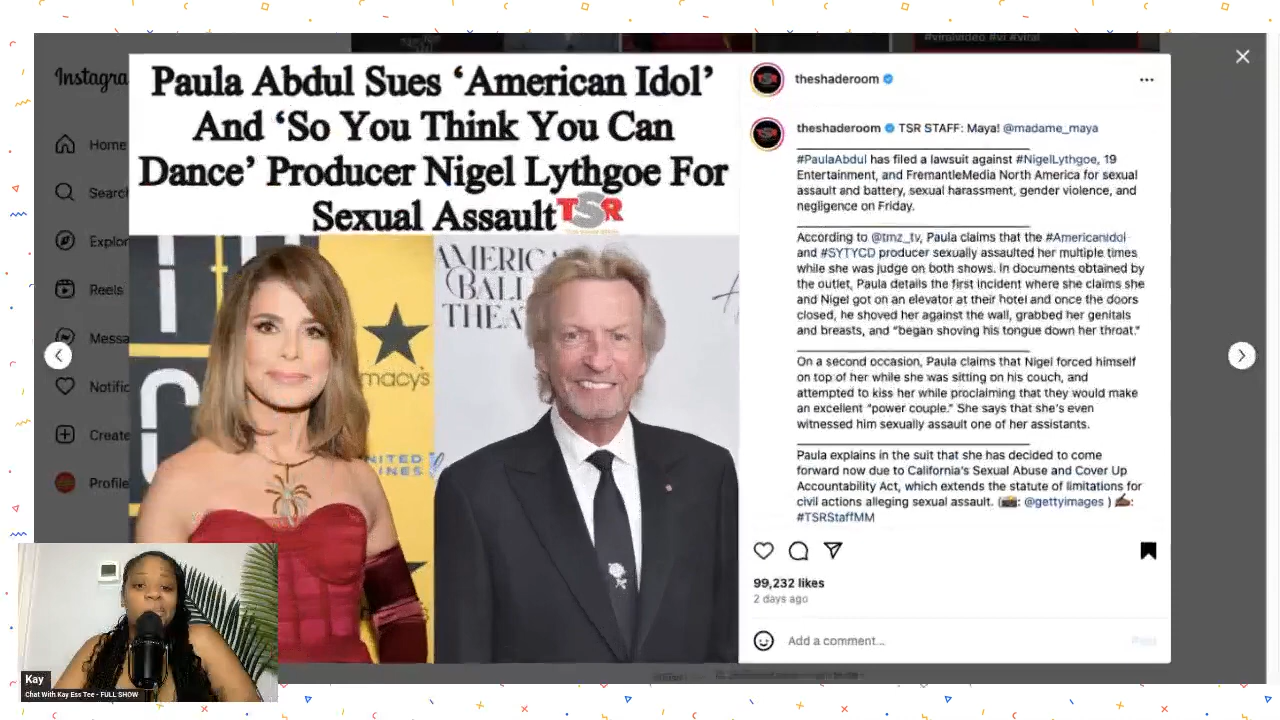 #viralvideo #vi #viral
Instagra
Paula Abdul Sues ‘American Idol’
And ‘So You Think You Can
Dance’ Producer Nigel Lythgoe For
Sexual Assault TSR
Home
Search
Explor
Reels
Messa
Notific
Create
Profile
AMERIC
BALL
THEAT
macy's
UNITED
LINES
theshaderoom
theshaderoom TSR STAFF: Maya! @madame_maya
#PaulaAbdul has filed a lawsuit against #NigelLythgoe, 19
Entertainment, and FremantleMedia North America for sexual
assault and battery, sexual harassment, gender violence, and
negligence on Friday.
According to @tmz_tv, Paula claims that the #AmericanIdol
and #SYTYCD producer sexually assaulted her multiple times
while she was judge on both shows. In documents obtained by
the outlet, Paula details the first incident where she claims she
and Nigel got on an elevator at their hotel and once the doors
closed, he shoved her against the wall, grabbed her genitals
and breasts, and “began shoving his tongue down her throat.”
On a second occasion, Paula claims that Nigel forced himself
on top of her while she was sitting on his couch, and
attempted to kiss her while proclaiming that they would make
an excellent “power couple.” She says that she’s even
witnessed him sexually assault one of her assistants.
Paula explains in the suit that she has decided to come
forward now due to California’s Sexual Abuse and Cover Up
Accountability Act, which extends the statute of limitations for
civil actions alleging sexual assault. (📸: @gettyimages ) ✍🏾:
#TSRStaffMM
99,232 likes
2 days ago
Add a comment...
Kay
Chat With Kay Ess Tee - FULL SHOW